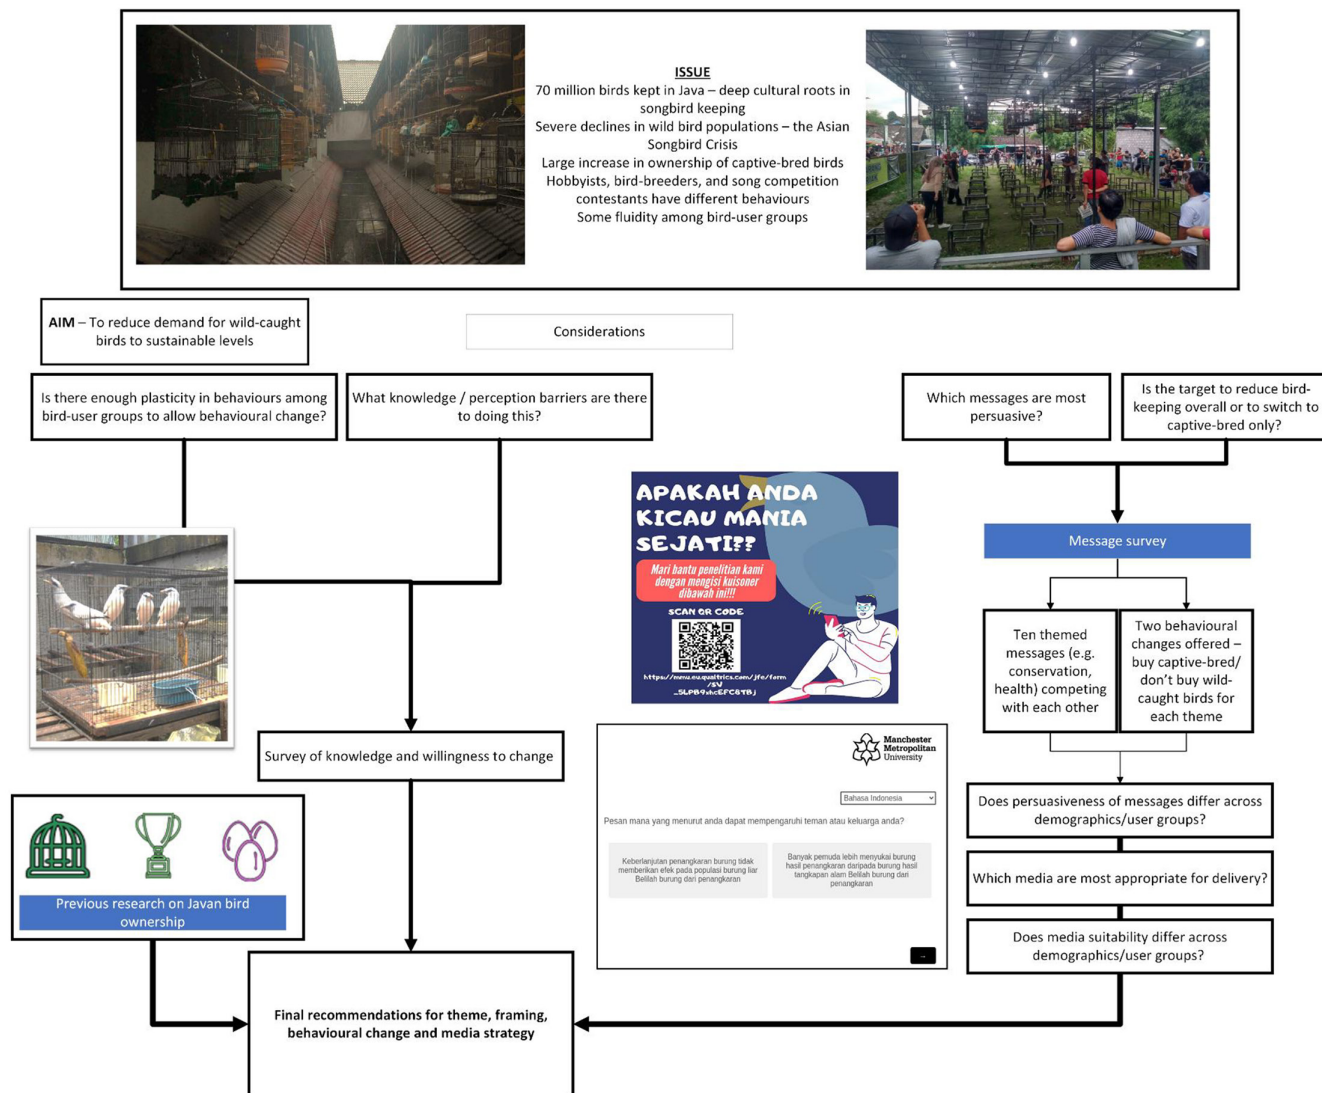 ISSUE
70 million birds kept in Java – deep cultural roots in
songbird keeping
Severe declines in wild bird populations – the Asian
Songbird Crisis
Large increase in ownership of captive-bred birds
Hobbyists, bird-breeders, and song competition
contestants have different behaviours
Some fluidity among bird-user groups
AIM – To reduce demand for wild-caught
birds to sustainable levels
Considerations
Is there enough plasticity in behaviours among
bird-user groups to allow behavioural change?
What knowledge / perception barriers are there
to doing this?
Which messages are most
persuasive?
Is the target to reduce bird-
keeping overall or to switch to
captive-bred only?
APAKAH ANDA
KICAU MANIA
SEJATI??
Mari bantu penelitian kami
dengan mengisi kuisoner
dibawah ini!!!
SCAN QR CODE
https://mmu.eu.qualtrics.com/jfe/form
/SV
Message survey
Ten themed
messages (e.g.
conservation,
health) competing
with each other
Two behavioural
changes offered –
buy captive-bred/
don't buy wild-
caught birds for
each theme
Survey of knowledge and willingness to change
Manchester
Metropolitan
University
Bahasa Indonesia
Pesan mana yang menurut anda dapat mempengaruhi teman atau keluarga anda?
Keberlanjutan penangkaran burung tidak
memberikan efek pada populasi burung liar
Belilah burung dari penangkaran
Banyak pemuda lebih menyukai burung
hasil penangkaran daripada burung hasil
tangkapan alam Belilah burung dari
penangkaran
Does persuasiveness of messages differ across
demographics/user groups?
Which media are most appropriate for delivery?
Does media suitability differ across
demographics/user groups?
Previous research on Javan bird
ownership
Final recommendations for theme, framing,
behavioural change and media strategy